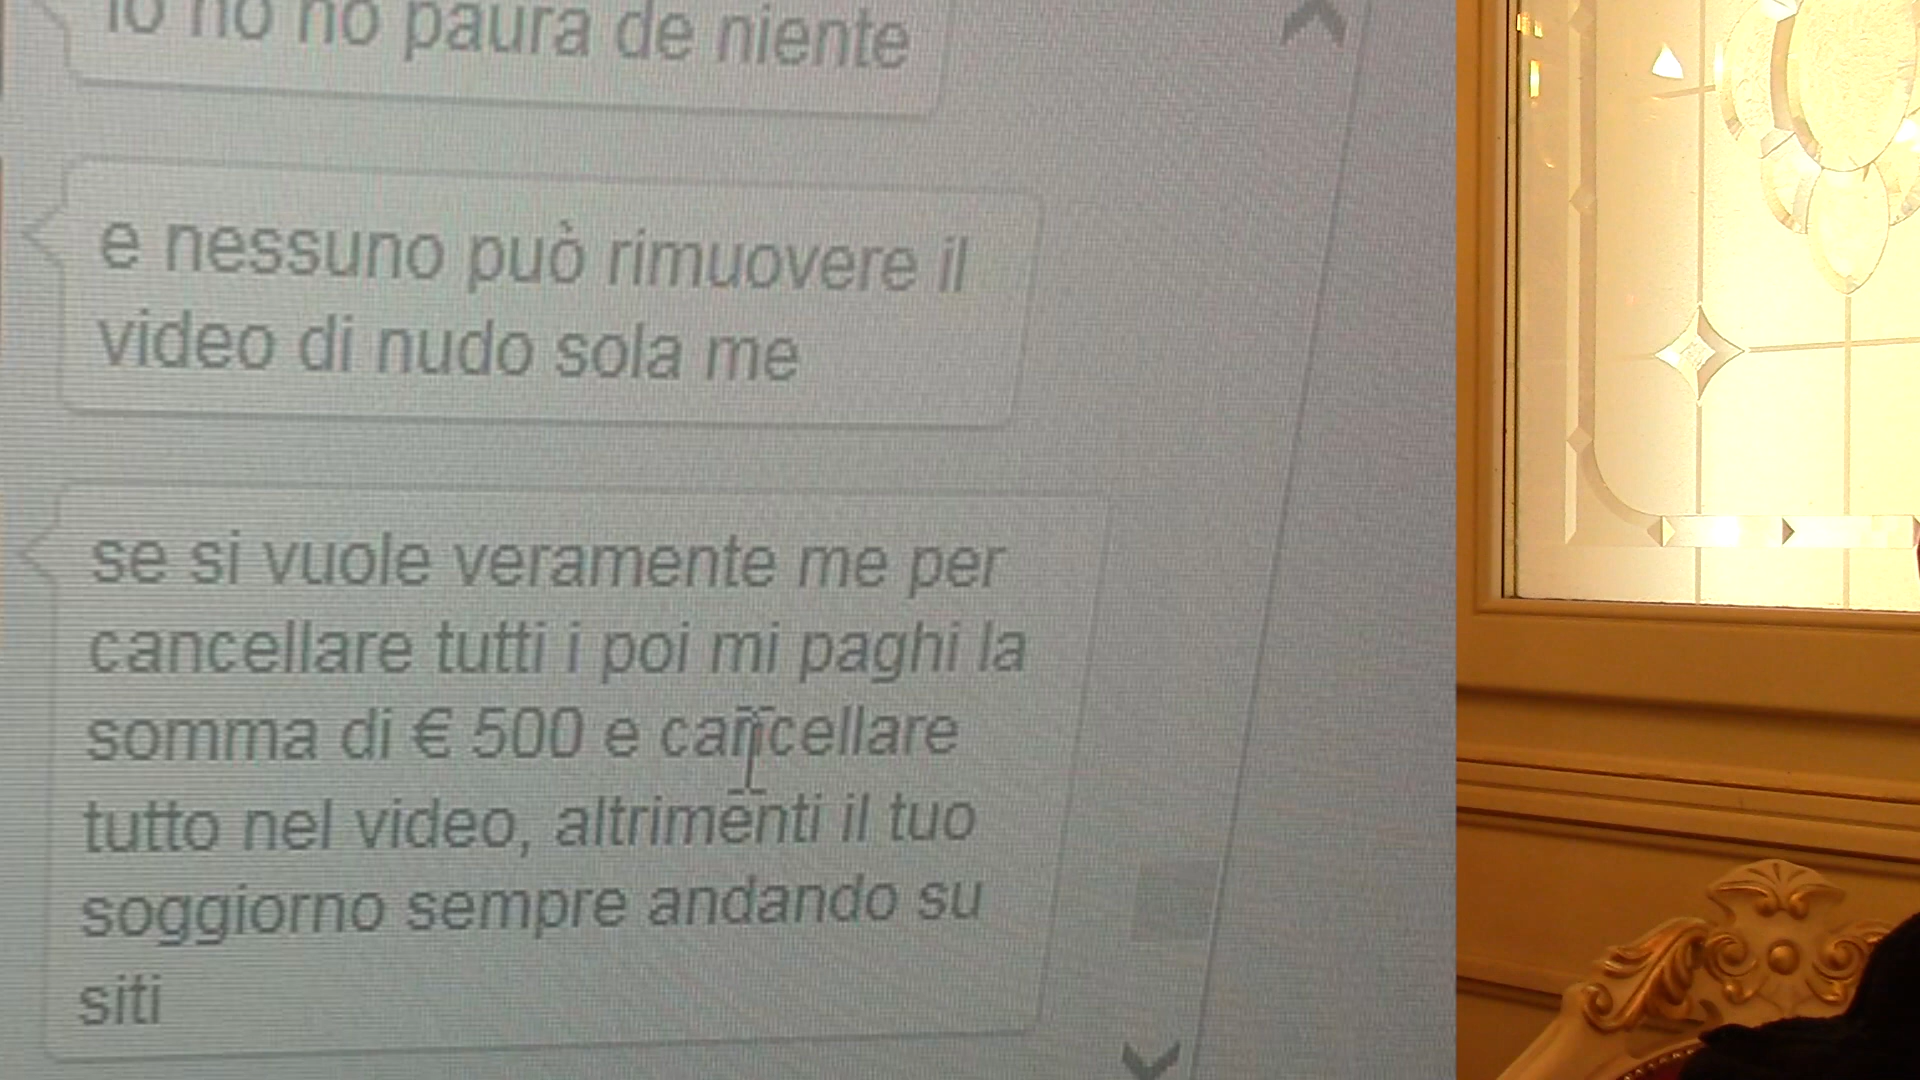 io ho ho paura de niente
e nessuno può rimuovere il
video di nudo sola me
se si vuole veramente me per
cancellare tutti i poi mi paghi la
somma di € 500 e cancellare
tutto nel video, altrimenti il tuo
soggiorno sempre andando su
siti